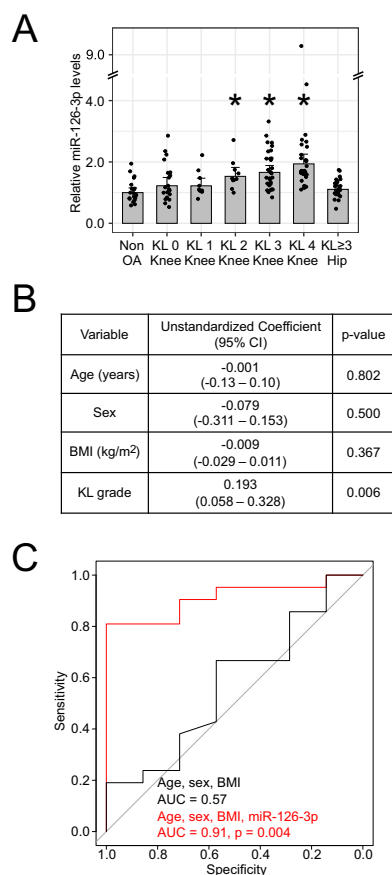 A
Relative miR-126-3p levels
9.0
4.0
2.0
0.0
* * *
Non OA
KL 0 Knee
KL 1 Knee
KL 2 Knee
KL 3 Knee
KL 4 Knee
KL≥3 Hip
B
Variable Unstandardized Coefficient (95% CI) p-value
Age (years) -0.001 (-0.13 – 0.10) 0.802
Sex -0.079 (-0.311 – 0.153) 0.500
BMI (kg/m²) -0.009 (-0.029 – 0.011) 0.367
KL grade 0.193 (0.058 – 0.328) 0.006
C
Sensitivity
1.0
0.8
0.6
0.4
0.2
0.0
Age, sex, BMI
AUC = 0.57
Age, sex, BMI, miR-126-3p
AUC = 0.91, p = 0.004
1.0 0.8 0.6 0.4 0.2 0.0
Specificity